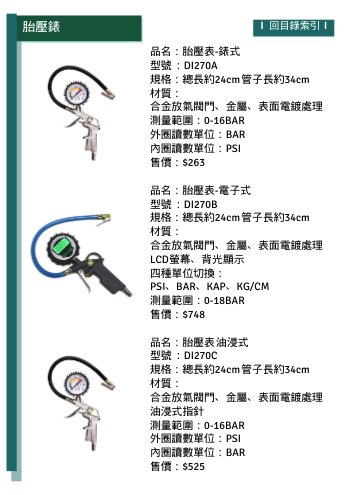 胎壓錶
I 回目錄索引 I
品名：胎壓表-錶式
型號：DI270A
規格：總長約24cm管子長約34cm
材質：
合金放氣閥門、金屬、表面電鍍處理
測量範圍：0-16BAR
外圈讀數單位：BAR
內圈讀數單位：PSI
售價：$263
品名：胎壓表-電子式
型號：DI270B
規格：總長約24cm管子長約34cm
材質：
合金放氣閥門、金屬、表面電鍍處理
LCD螢幕、背光顯示
四種單位切換：
PSI、BAR、KAP、KG/CM
測量範圍：0-18BAR
售價：$748
品名：胎壓表油浸式
型號：DI270C
規格：總長約24cm管子長約34cm
材質：
合金放氣閥門、金屬、表面電鍍處理
油浸式指針
測量範圍：0-16BAR
外圈讀數單位：PSI
內圈讀數單位：BAR
售價：$525